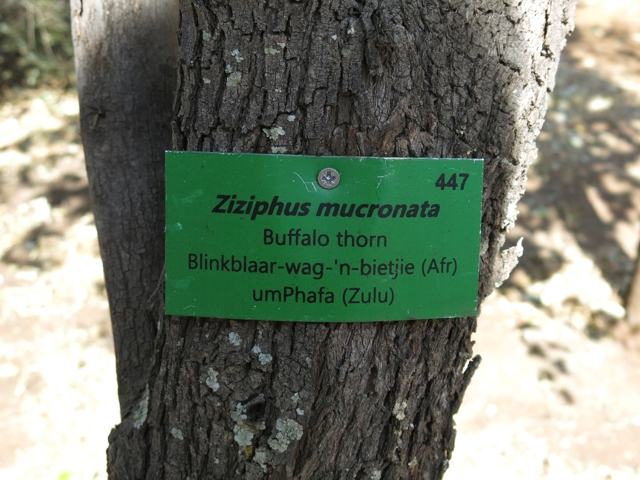 447
Ziziphus mucronata
Buffalo thorn
Blinkblaar-wag-'n-bietjie (Afr)
umPhafa (Zulu)